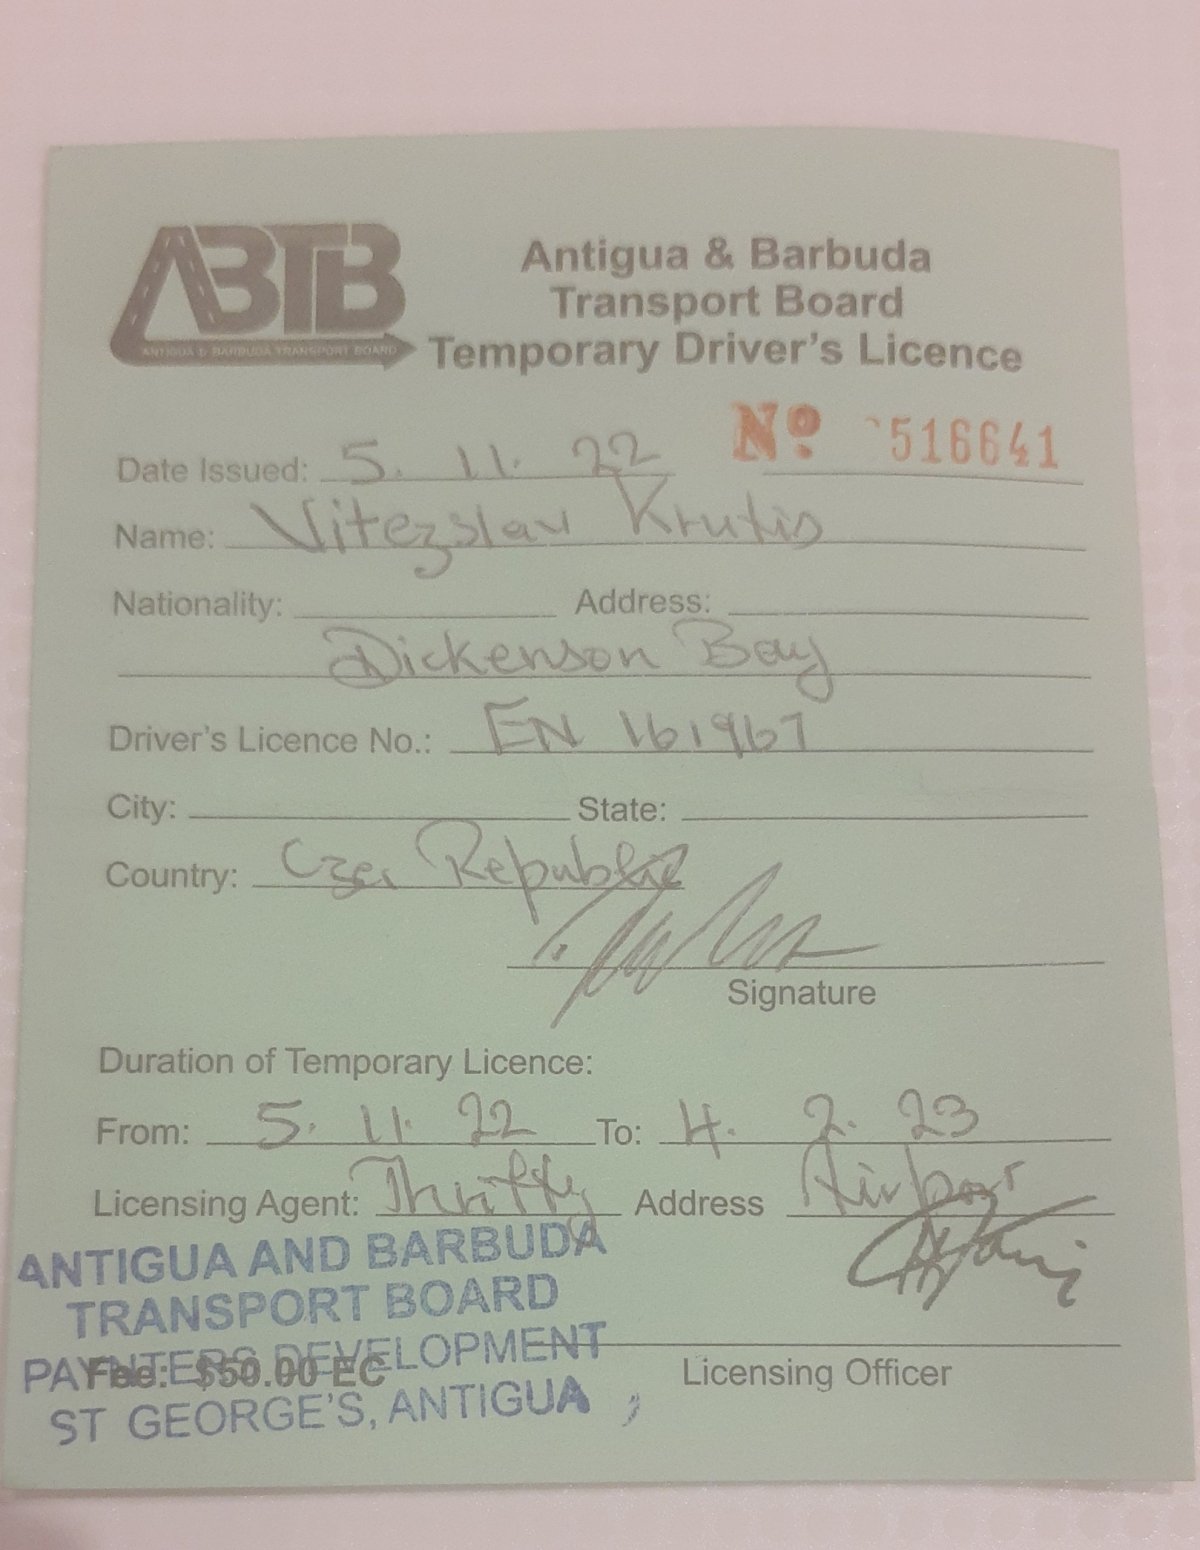 ABTB
ANTIGUA & BARBUDA TRANSPORT BOARD
Antigua & Barbuda
Transport Board
Temporary Driver's Licence
Nº 516641
Date Issued: 5. 11. 22
Name: Vitezslav Krutis
Nationality: Address:
Dickenson Bay
Driver's Licence No.: EN 161967
City: State:
Country: Republic
Signature
Duration of Temporary Licence:
From: 5. 11. 22 To: 4. 2. 23
Licensing Agent: Thrifty Address Airport
ANTIGUA AND BARBUDA
TRANSPORT BOARD
PAYNTERS DEVELOPMENT
Fee: $50.00 EC
Licensing Officer
ST GEORGE'S, ANTIGUA